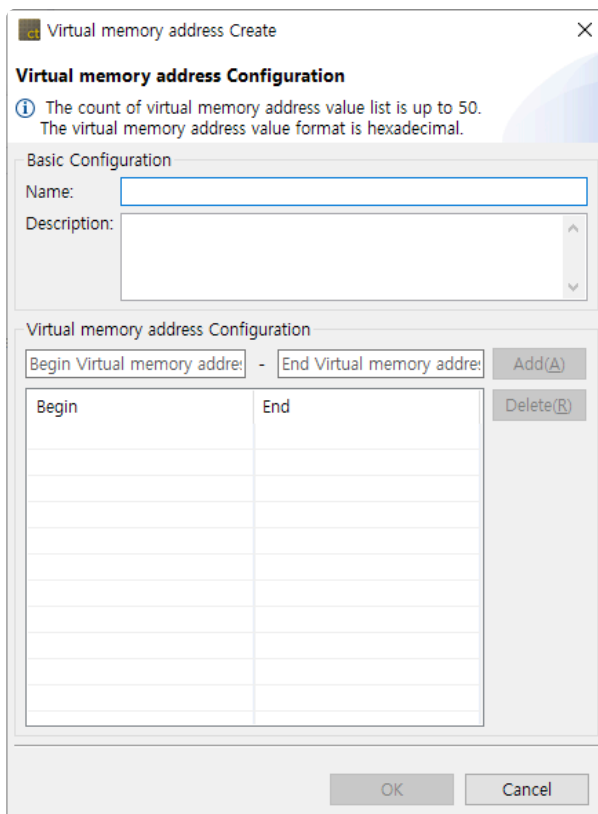 ct Virtual memory address Create
Virtual memory address Configuration
The count of virtual memory address value list is up to 50.
The virtual memory address value format is hexadecimal.
Basic Configuration
Name:
Description:
Virtual memory address Configuration
Begin Virtual memory addre - End Virtual memory addre Add(A)
Begin End Delete(R)
OK Cancel